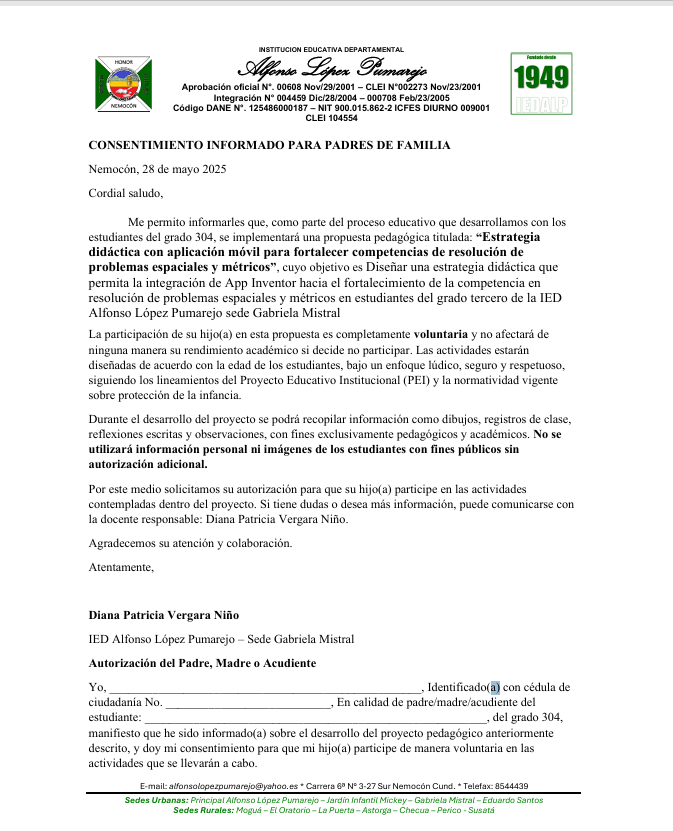 INSTITUCION EDUCATIVA DEPARTAMENTAL
Alfonso López Pumarejo
Aprobación oficial N°. 00608 Nov/29/2001 – CLEI N°002273 Nov/23/2001
Integración N° 004459 Dic/28/2004 – 000708 Feb/23/2005
Código DANE N°. 125486000187 – NIT 900.015.862-2 ICFES DIURNO 009001
CLEI 104554
HONOR
NEMOCÓN
Fundado desde
1949
IEDALP
CONSENTIMIENTO INFORMADO PARA PADRES DE FAMILIA
Nemocón, 28 de mayo 2025
Cordial saludo,
Me permito informarles que, como parte del proceso educativo que desarrollamos con los
estudiantes del grado 304, se implementará una propuesta pedagógica titulada: “Estrategia
didáctica con aplicación móvil para fortalecer competencias de resolución de
problemas espaciales y métricos”, cuyo objetivo es Diseñar una estrategia didáctica que
permita la integración de App Inventor hacia el fortalecimiento de la competencia en
resolución de problemas espaciales y métricos en estudiantes del grado tercero de la IED
Alfonso López Pumarejo sede Gabriela Mistral
La participación de su hijo(a) en esta propuesta es completamente voluntaria y no afectará de
ninguna manera su rendimiento académico si decide no participar. Las actividades estarán
diseñadas de acuerdo con la edad de los estudiantes, bajo un enfoque lúdico, seguro y respetuoso,
siguiendo los lineamientos del Proyecto Educativo Institucional (PEI) y la normatividad vigente
sobre protección de la infancia.
Durante el desarrollo del proyecto se podrá recopilar información como dibujos, registros de clase,
reflexiones escritas y observaciones, con fines exclusivamente pedagógicos y académicos. No se
utilizará información personal ni imágenes de los estudiantes con fines públicos sin
autorización adicional.
Por este medio solicitamos su autorización para que su hijo(a) participe en las actividades
contempladas dentro del proyecto. Si tiene dudas o desea más información, puede comunicarse con
la docente responsable: Diana Patricia Vergara Niño.
Agradecemos su atención y colaboración.
Atentamente,
Diana Patricia Vergara Niño
IED Alfonso López Pumarejo – Sede Gabriela Mistral
Autorización del Padre, Madre o Acudiente
Yo, ____________________________________________________, Identificado(a) con cédula de
ciudadanía No. ___________________________, En calidad de padre/madre/acudiente del
estudiante: ____________________________________________________, del grado 304,
manifiesto que he sido informado(a) sobre el desarrollo del proyecto pedagógico anteriormente
descrito, y doy mi consentimiento para que mi hijo(a) participe de manera voluntaria en las
actividades que se llevarán a cabo.
E-mail: alfonsolopezpumarejo@yahoo.es * Carrera 6ª Nº 3-27 Sur Nemocón Cund. * Telefax: 8544439
Sedes Urbanas: Principal Alfonso López Pumarejo – Jardín Infantil Mickey – Gabriela Mistral – Eduardo Santos
Sedes Rurales: Moguá – El Oratorio – La Puerta – Astorga – Checua – Perico - Susatá